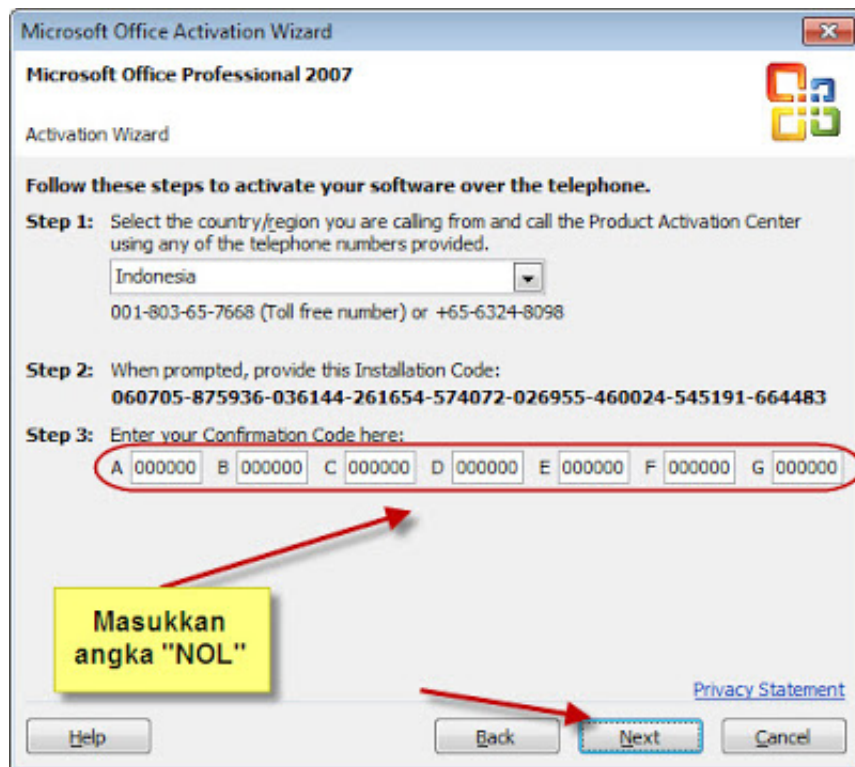 Microsoft Office Activation Wizard
Microsoft Office Professional 2007
Activation Wizard
Follow these steps to activate your software over the telephone.
Step 1: Select the country/region you are calling from and call the Product Activation Center
using any of the telephone numbers provided.
Indonesia
001-803-65-7668 (Toll free number) or +65-6324-8098
Step 2: When prompted, provide this Installation Code:
060705-875936-036144-261654-574072-026955-460024-545191-664483
Step 3: Enter your Confirmation Code here:
A 000000 B 000000 C 000000 D 000000 E 000000 F 000000 G 000000
Masukkan
angka "NOL"
Privacy Statement
Help Back Next Cancel